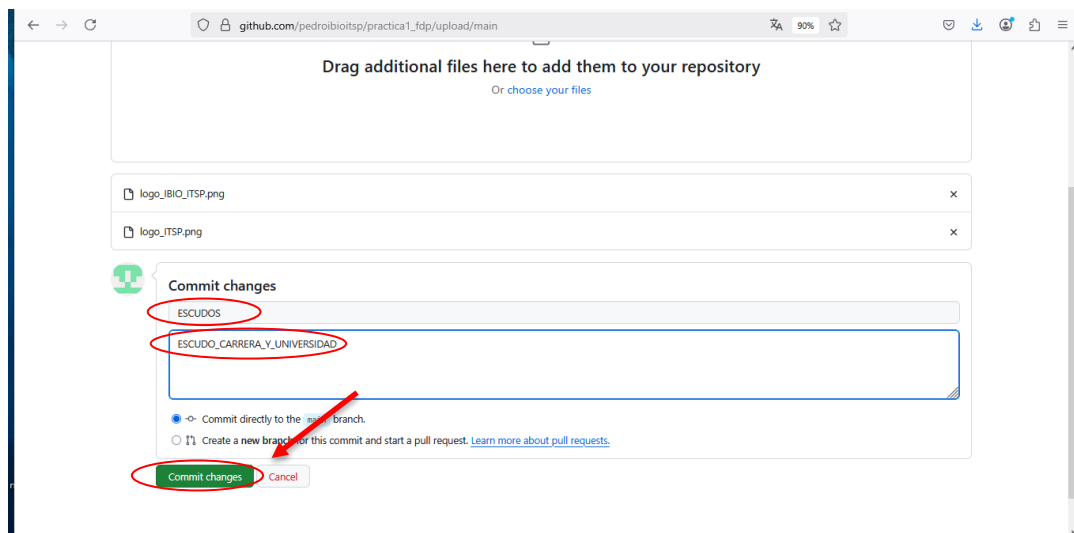 github.com/pedroibioitsp/practica1_fdp/upload/main
90%
Drag additional files here to add them to your repository
Or choose your files
logo_IBIO_ITSP.png
logo_ITSP.png
Commit changes
ESCUDOS
ESCUDO_CARRERA_Y_UNIVERSIDAD
Commit directly to the main branch.
Create a new branch for this commit and start a pull request. Learn more about pull requests.
Commit changes Cancel